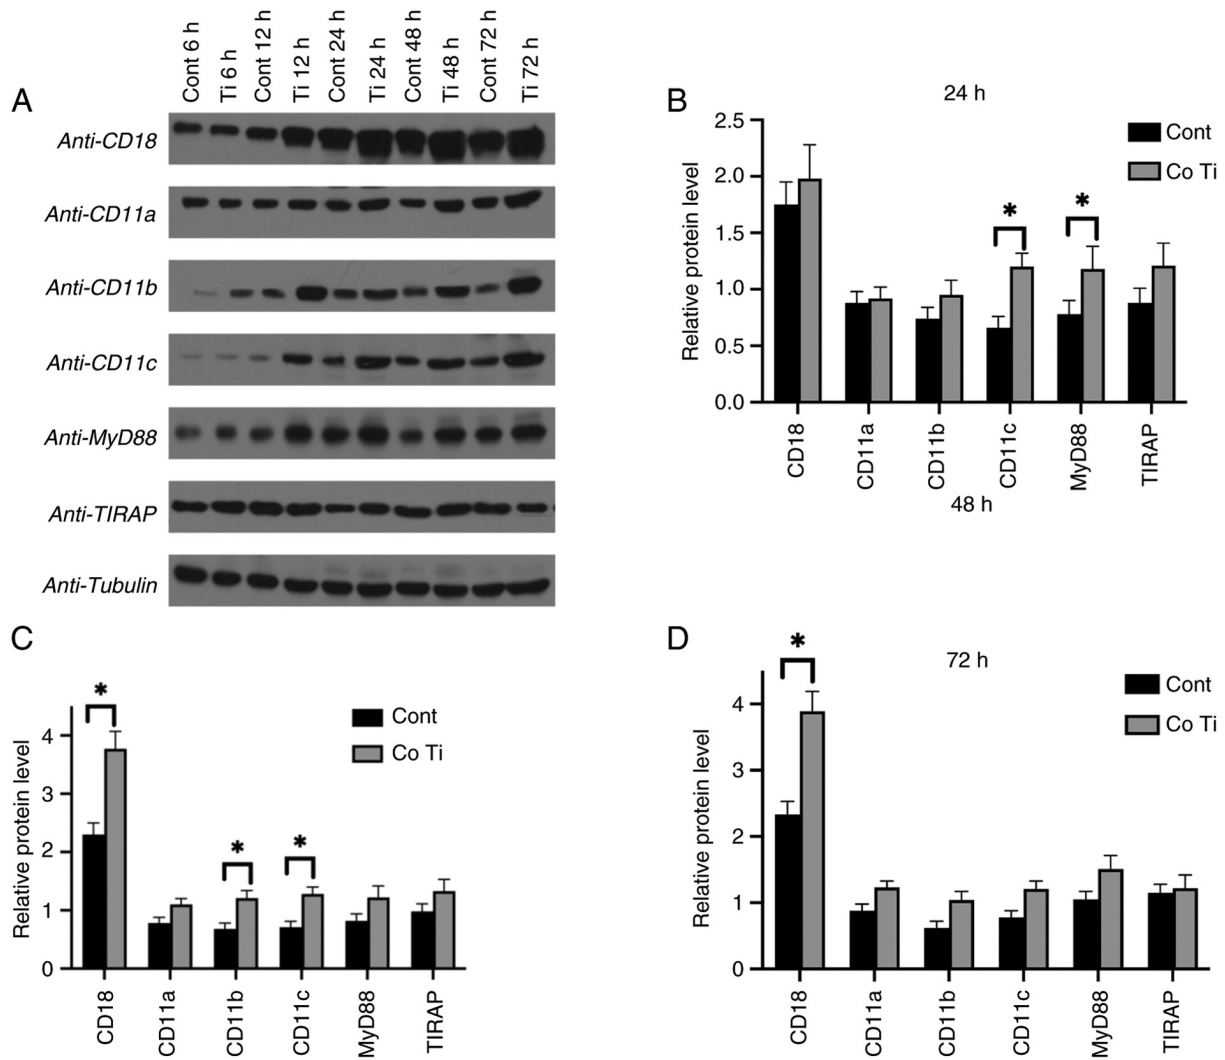 Cont 6 h
Ti 6 h
Cont 12 h
Ti 12 h
Cont 24 h
Ti 24 h
Cont 48 h
Ti 48 h
Cont 72 h
Ti 72 h
A
Anti-CD18
Anti-CD11a
Anti-CD11b
Anti-CD11c
Anti-MyD88
Anti-TIRAP
Anti-Tubulin
B
24 h
Relative protein level
2.5
2.0
1.5
1.0
0.5
0.0
*
*
Cont
Co Ti
CD18
CD11a
CD11b
CD11c
MyD88
TIRAP
48 h
C
Relative protein level
4
3
2
1
0
*
*
*
Cont
Co Ti
CD18
CD11a
CD11b
CD11c
MyD88
TIRAP
D
72 h
Relative protein level
4
3
2
1
0
*
Cont
Co Ti
CD18
CD11a
CD11b
CD11c
MyD88
TIRAP